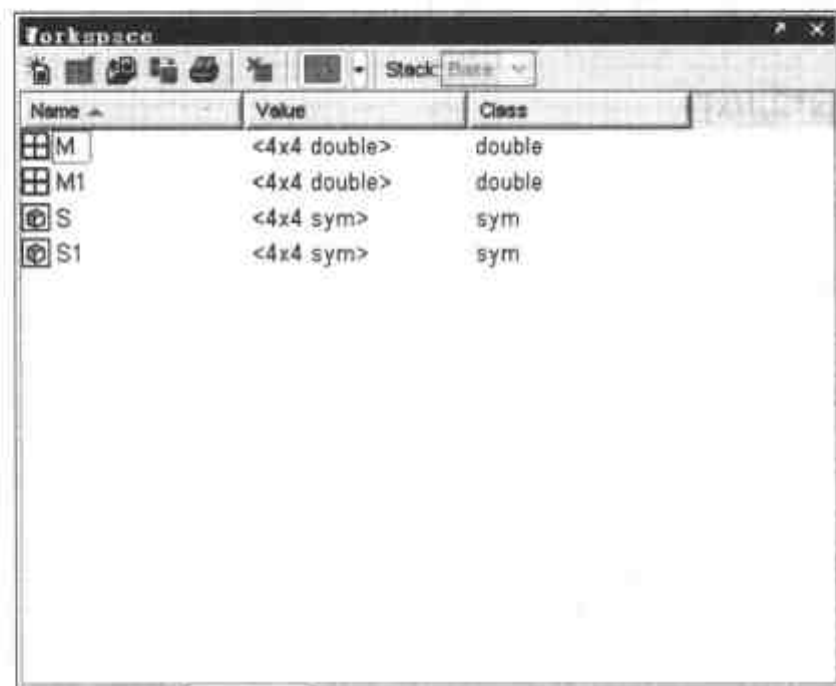 Workspace
Stack: Base
Name Value Class
M <4x4 double> double
M1 <4x4 double> double
S <4x4 sym> sym
S1 <4x4 sym> sym